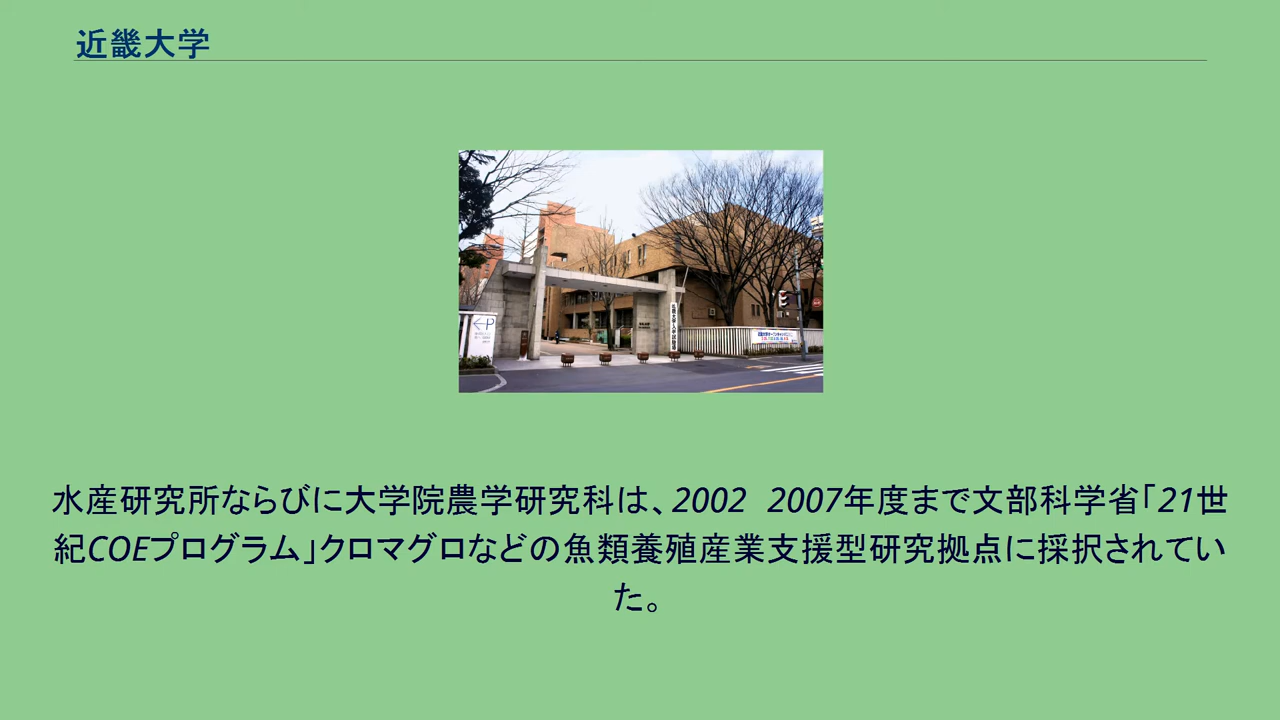 近畿大学
水産研究所ならびに大学院農学研究科は、2002 2007年度まで文部科学省「21世
紀COEプログラム」クロマグロなどの魚類養殖産業支援型研究拠点に採択されてい
た。